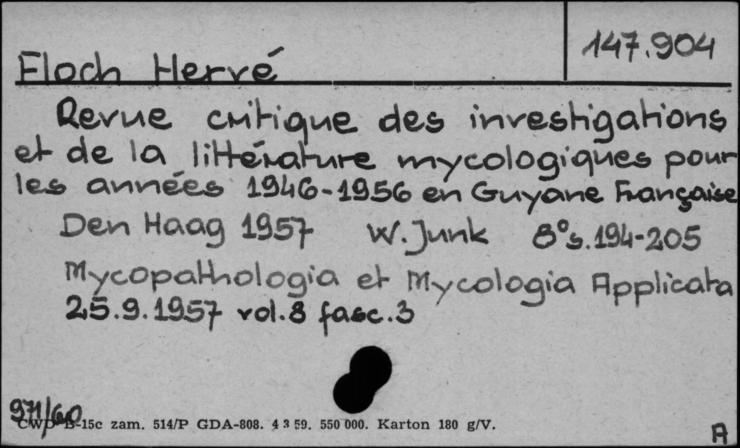 147.904
Floch Hervé
Revue critique des investigations
et de la littérature mycologiques pour
les années 1946-1956 en Guyane Française
Den Haag 1957 W. Junk 8° s. 194-205
Mycopathologia et Mycologia Applicata
25.9.1957 vol. 8 fasc. 3
971/60
CWD B-15c zam. 514/P GDA-808. 4 3 59. 550 000. Karton 180 g/V.
A